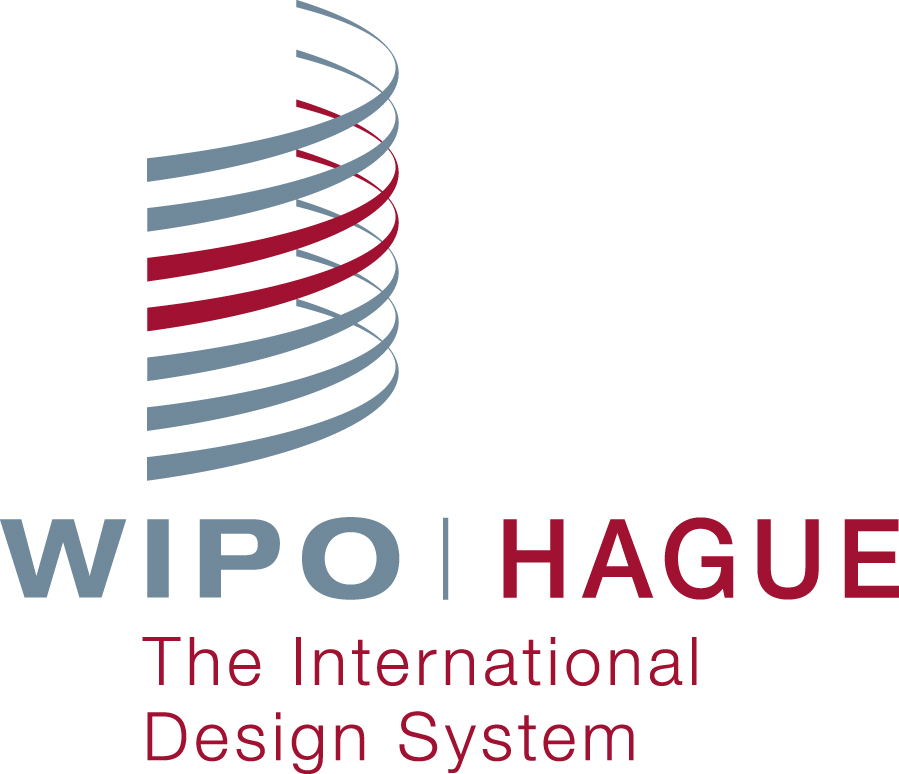 WIPO | HAGUE
The International
Design System